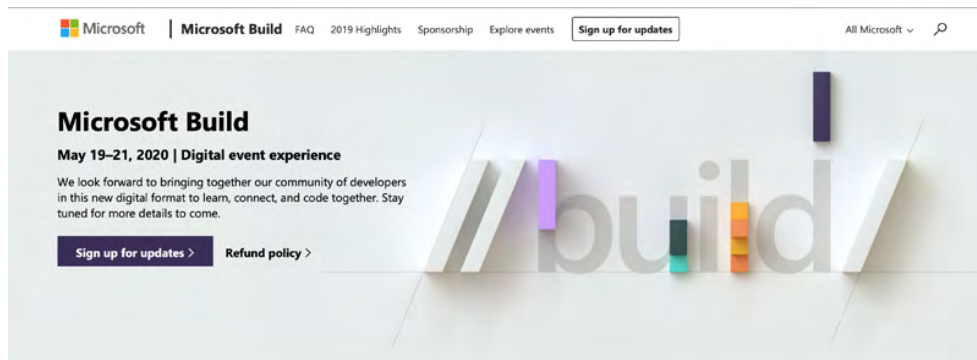 Microsoft | Microsoft Build FAQ 2019 Highlights Sponsorship Explore events Sign up for updates All Microsoft
Microsoft Build
May 19–21, 2020 | Digital event experience
We look forward to bringing together our community of developers
in this new digital format to learn, connect, and code together. Stay
tuned for more details to come.
Sign up for updates >
Refund policy >
//build/